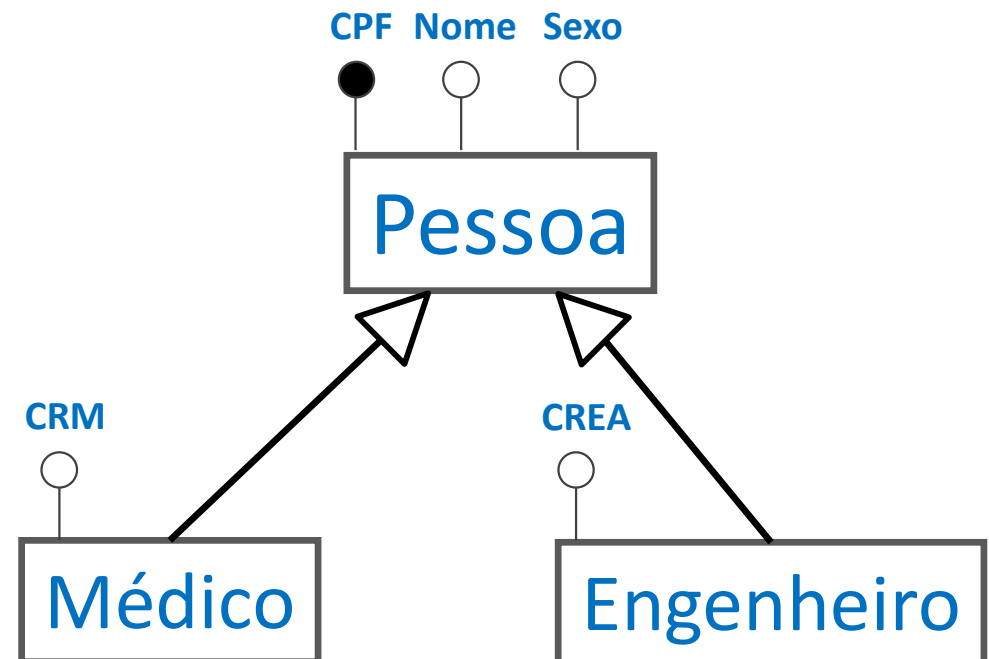 CPF Nome Sexo
Pessoa
CRM
CREA
Médico
Engenheiro